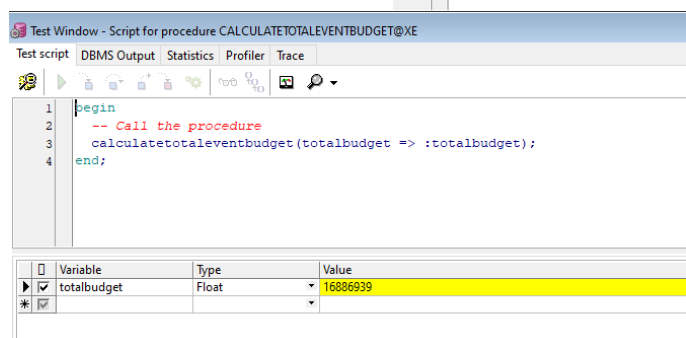 Test Window - Script for procedure CALCULATETOTALEVENTBUDGET@XE
Test script DBMS Output Statistics Profiler Trace
1 begin
2 -- Call the procedure
3 calculatetotaleventbudget(totalbudget => :totalbudget);
4 end;
Variable Type Value
totalbudget Float 16886939